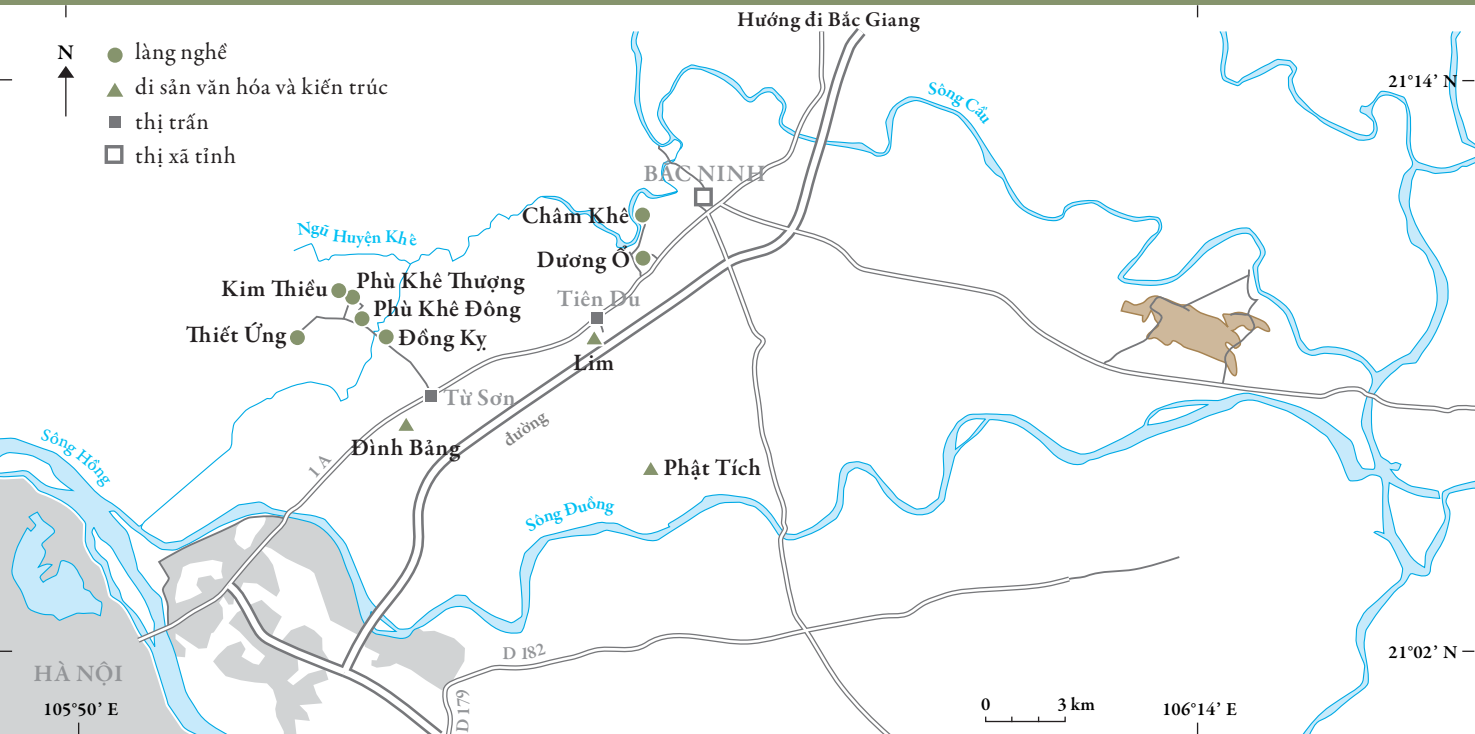 Hướng đi Bắc Giang
N
làng nghề
di sản văn hóa và kiến trúc
thị trấn
thị xã tỉnh
21°14’ N
Sông Cầu
BẮC NINH
Châm Khê
Ngũ Huyện Khê
Dương Ổ
Kim Thiều
Phù Khê Thượng
Tiên Du
Phù Khê Đông
Thiết Ứng
Đồng Kỵ
Lim
Từ Sơn
đường
Đình Bảng
Sông Hồng
1 A
Phật Tích
Sông Đuống
D 182
21°02’ N
HÀ NỘI
D 179
0 3 km
105°50’ E
106°14’ E